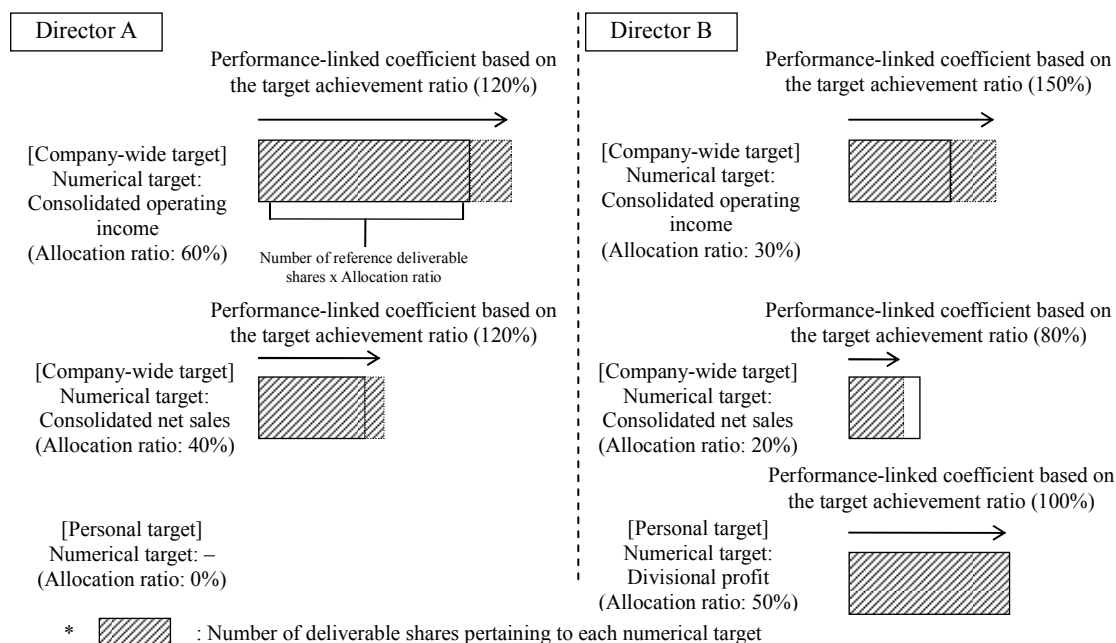 Director A
Performance-linked coefficient based on
the target achievement ratio (120%)
[Company-wide target]
Numerical target:
Consolidated operating
income
(Allocation ratio: 60%)
Number of reference deliverable
shares x Allocation ratio
Performance-linked coefficient based on
the target achievement ratio (120%)
[Company-wide target]
Numerical target:
Consolidated net sales
(Allocation ratio: 40%)
[Personal target]
Numerical target: –
(Allocation ratio: 0%)
Director B
Performance-linked coefficient based on
the target achievement ratio (150%)
[Company-wide target]
Numerical target:
Consolidated operating
income
(Allocation ratio: 30%)
Performance-linked coefficient based on
the target achievement ratio (80%)
[Company-wide target]
Numerical target:
Consolidated net sales
(Allocation ratio: 20%)
Performance-linked coefficient based on
the target achievement ratio (100%)
[Personal target]
Numerical target:
Divisional profit
(Allocation ratio: 50%)
* : Number of deliverable shares pertaining to each numerical target